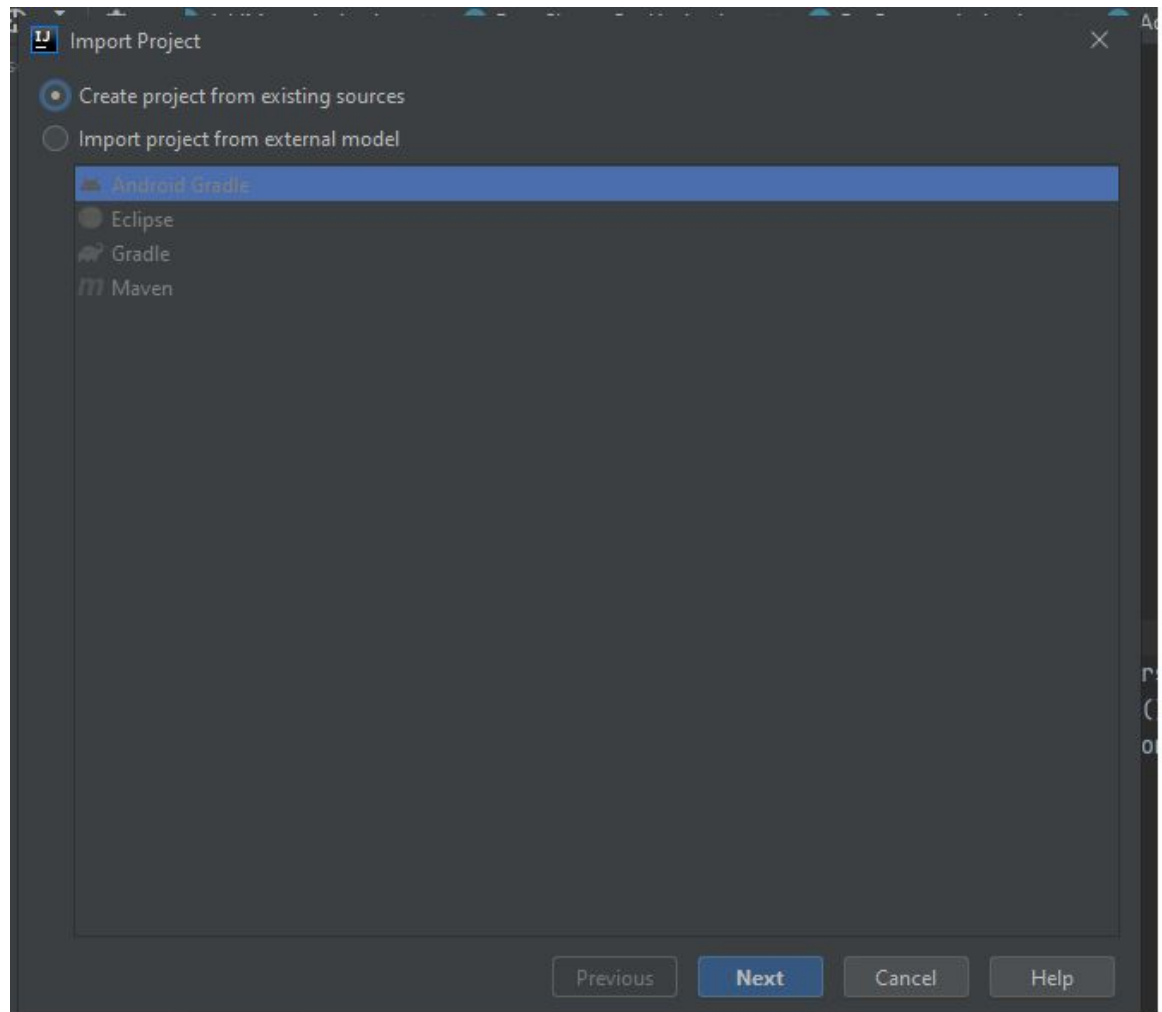 IJ
Import Project
Create project from existing sources
Import project from external model
Android Gradle
Eclipse
Gradle
Maven
Previous
Next
Cancel
Help